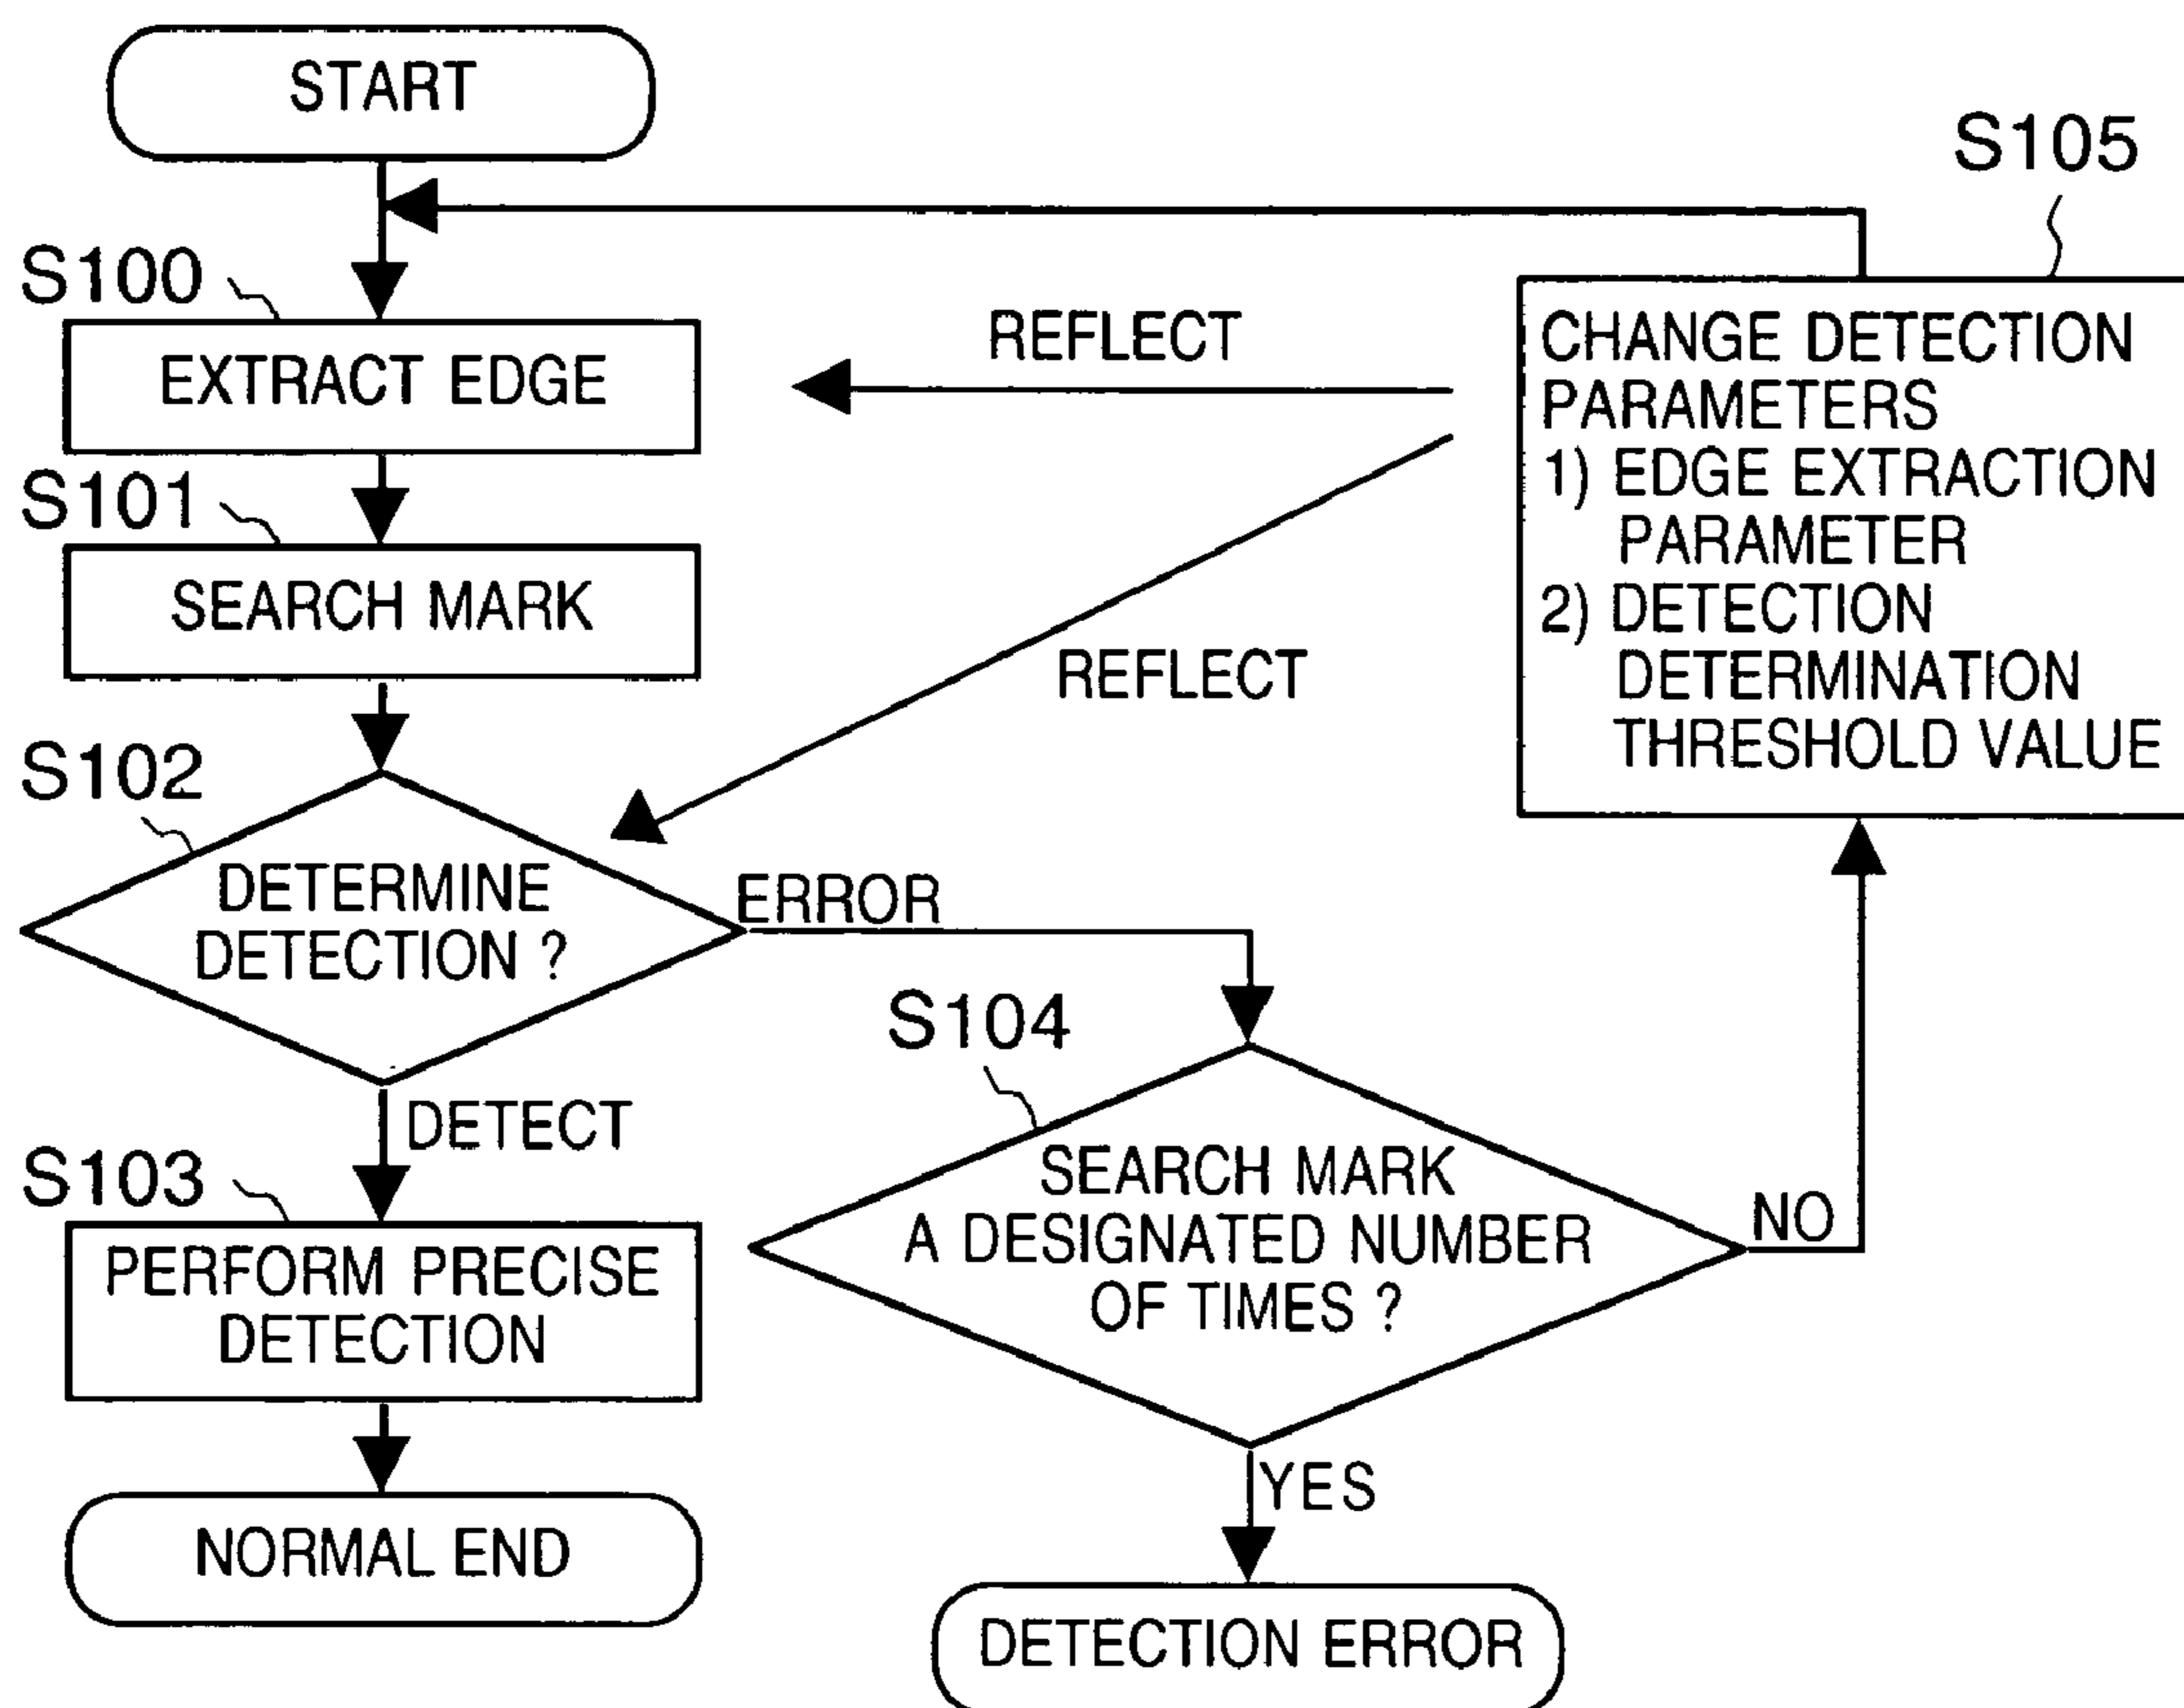 START
S105
S100
EXTRACT EDGE
REFLECT
CHANGE DETECTION
PARAMETERS
1) EDGE EXTRACTION
PARAMETER
2) DETECTION
DETERMINATION
THRESHOLD VALUE
S101
SEARCH MARK
REFLECT
S102
DETERMINE
DETECTION ?
ERROR
S104
SEARCH MARK
A DESIGNATED NUMBER
OF TIMES ?
NO
DETECT
S103
PERFORM PRECISE
DETECTION
YES
NORMAL END
DETECTION ERROR